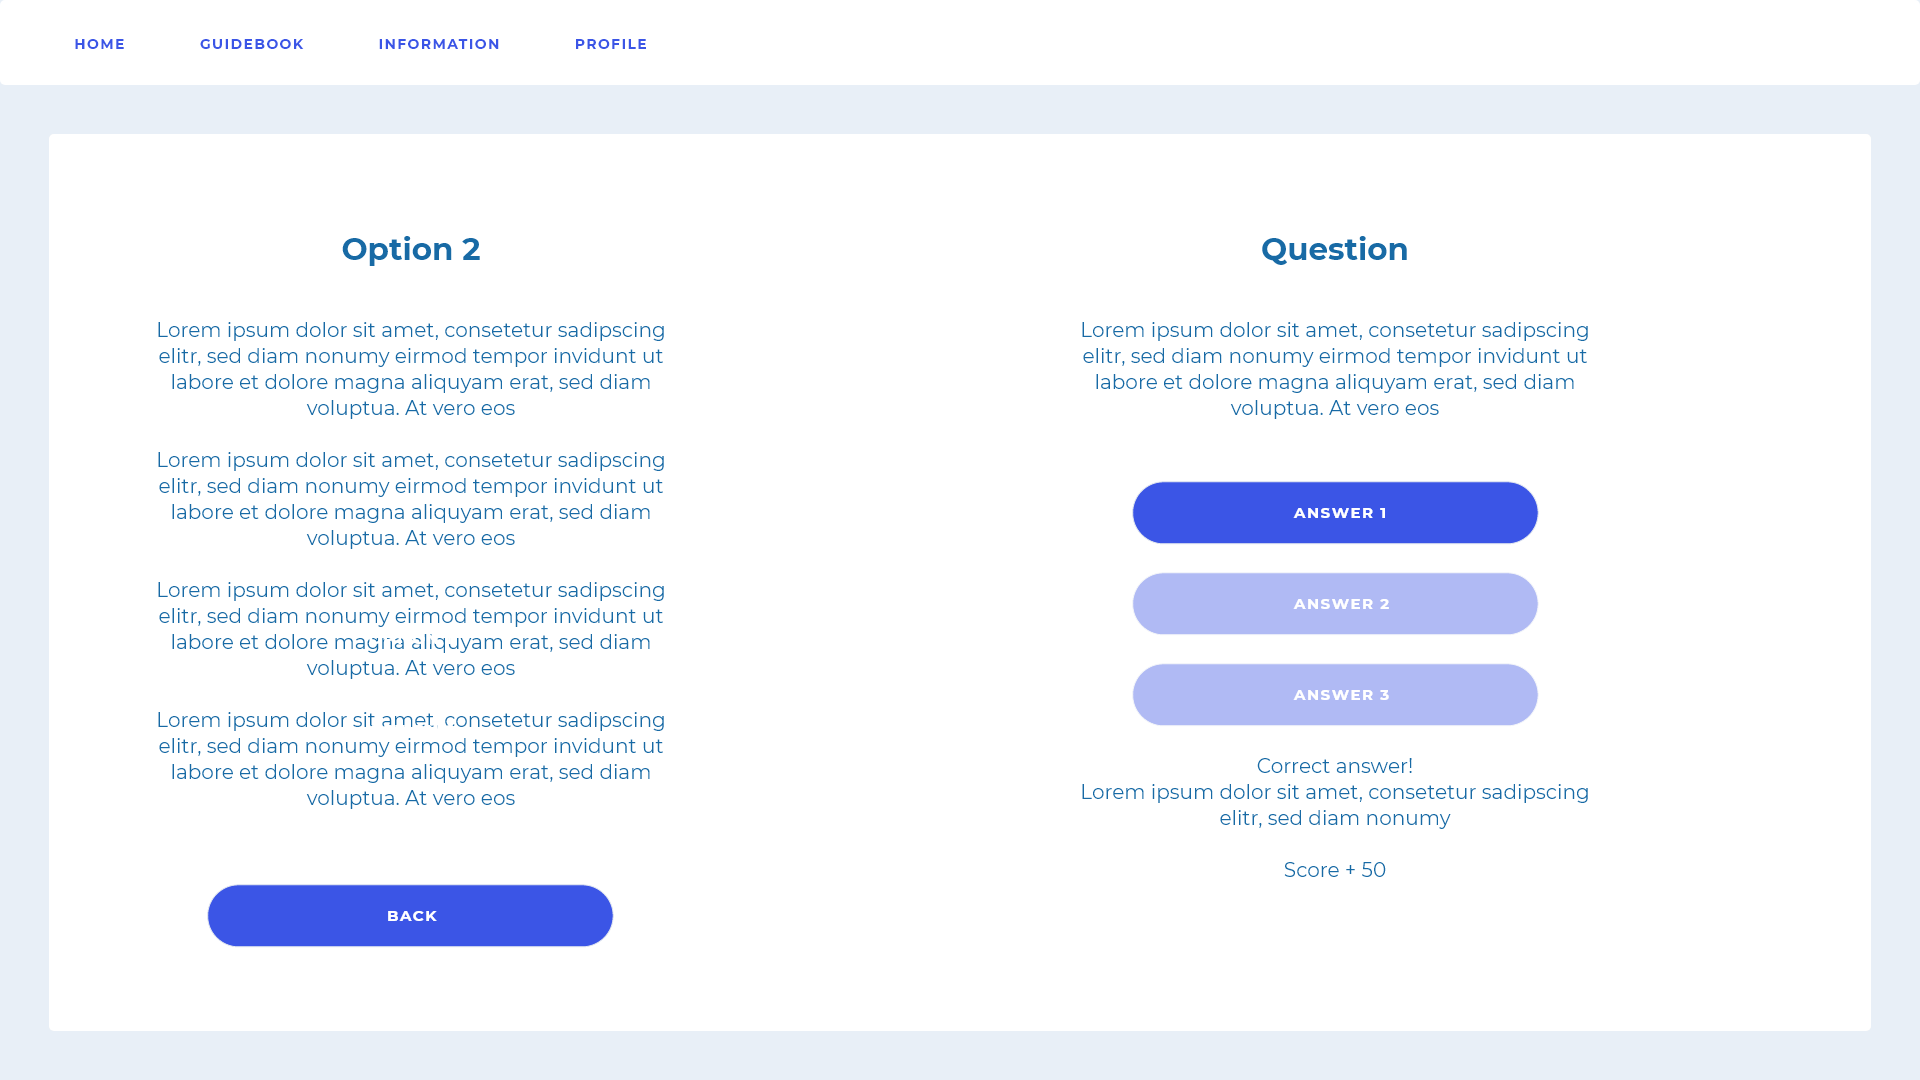 HOME GUIDEBOOK INFORMATION PROFILE
Option 2
Lorem ipsum dolor sit amet, consetetur sadipscing
elitr, sed diam nonumy eirmod tempor invidunt ut
labore et dolore magna aliquyam erat, sed diam
voluptua. At vero eos
Lorem ipsum dolor sit amet, consetetur sadipscing
elitr, sed diam nonumy eirmod tempor invidunt ut
labore et dolore magna aliquyam erat, sed diam
voluptua. At vero eos
Lorem ipsum dolor sit amet, consetetur sadipscing
elitr, sed diam nonumy eirmod tempor invidunt ut
labore et dolore magna aliquyam erat, sed diam
voluptua. At vero eos
Lorem ipsum dolor sit amet, consetetur sadipscing
elitr, sed diam nonumy eirmod tempor invidunt ut
labore et dolore magna aliquyam erat, sed diam
voluptua. At vero eos
BACK
Question
Lorem ipsum dolor sit amet, consetetur sadipscing
elitr, sed diam nonumy eirmod tempor invidunt ut
labore et dolore magna aliquyam erat, sed diam
voluptua. At vero eos
ANSWER 1
ANSWER 2
ANSWER 3
Correct answer!
Lorem ipsum dolor sit amet, consetetur sadipscing
elitr, sed diam nonumy
Score + 50